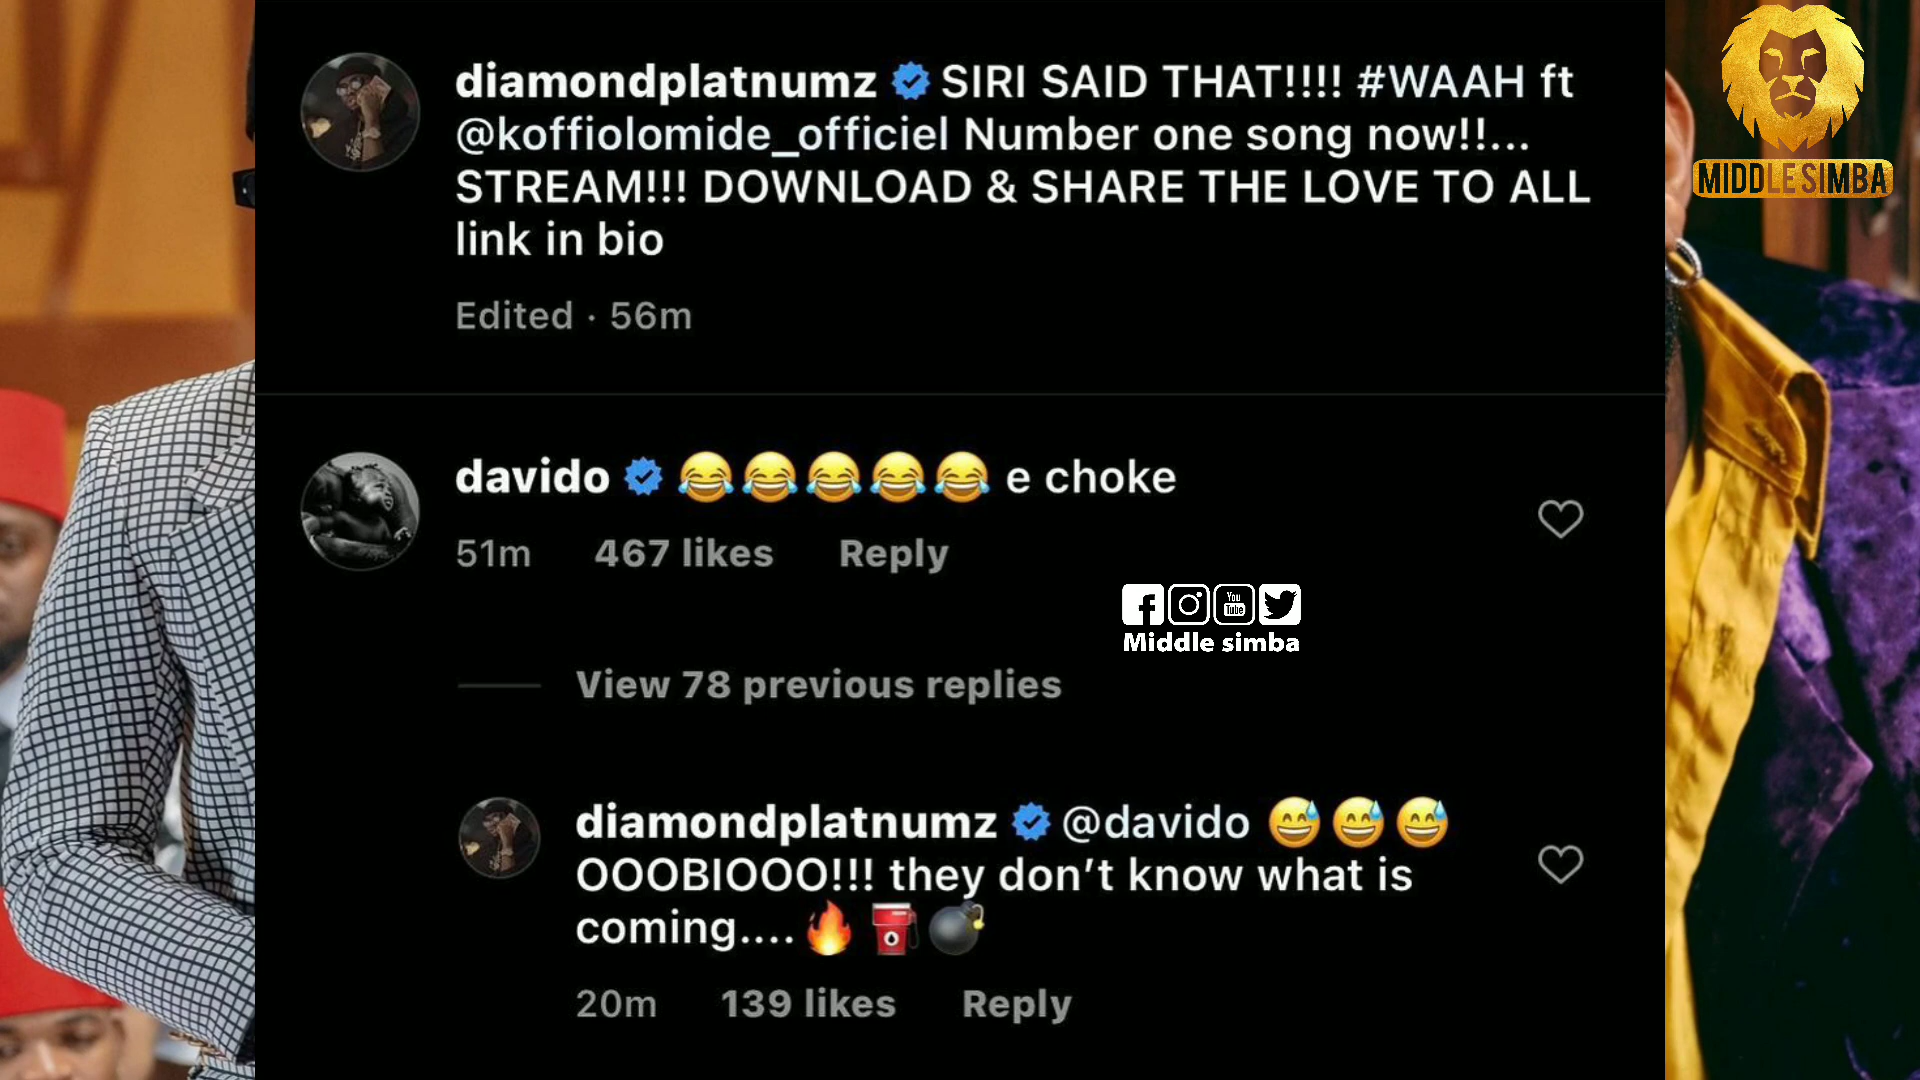 diamondplatnumz SIRI SAID THAT!!!! #WAAH ft
@koffiolomide_officiel Number one song now!!...
STREAM!!! DOWNLOAD & SHARE THE LOVE TO ALL
link in bio
Edited · 56m
davido 😂😂😂😂😂 e choke
51m 467 likes Reply
View 78 previous replies
diamondplatnumz @davido 😅😅😅
OOOBIOOO!!! they don’t know what is
coming.... 🔥⛽💣
20m 139 likes Reply
MIDDLE SIMBA
You
Tube
Middle simba